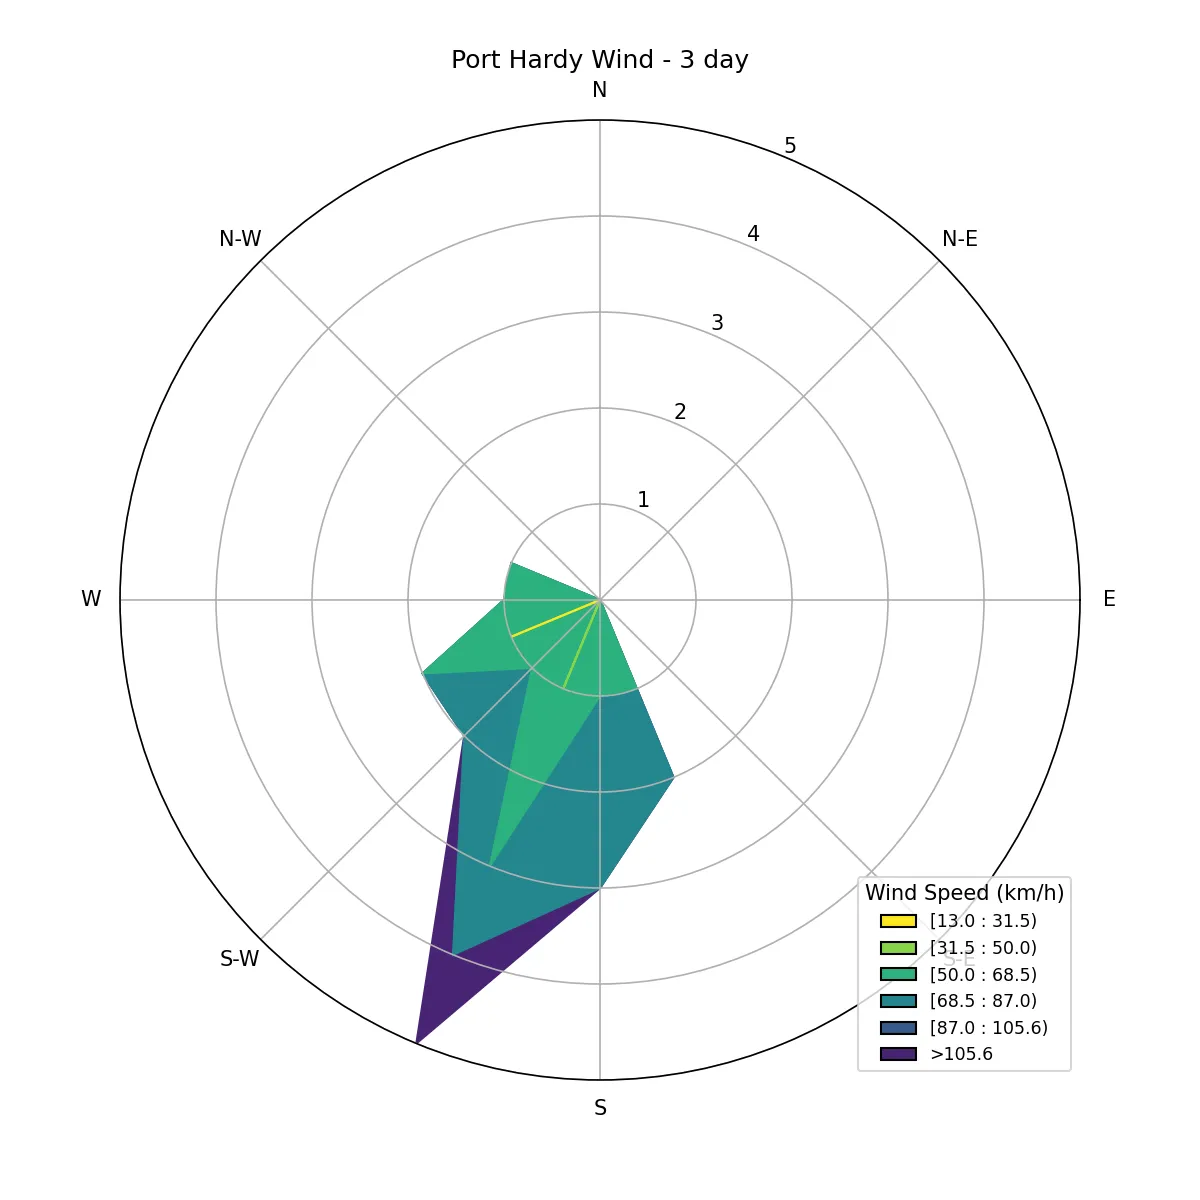 Port Hardy Wind - 3 day
N
5
N-W
N-E
4
3
2
1
W
E
Wind Speed (km/h)
[13.0 : 31.5)
[31.5 : 50.0)
S-W
S-E
[50.0 : 68.5)
[68.5 : 87.0)
[87.0 : 105.6)
>105.6
S